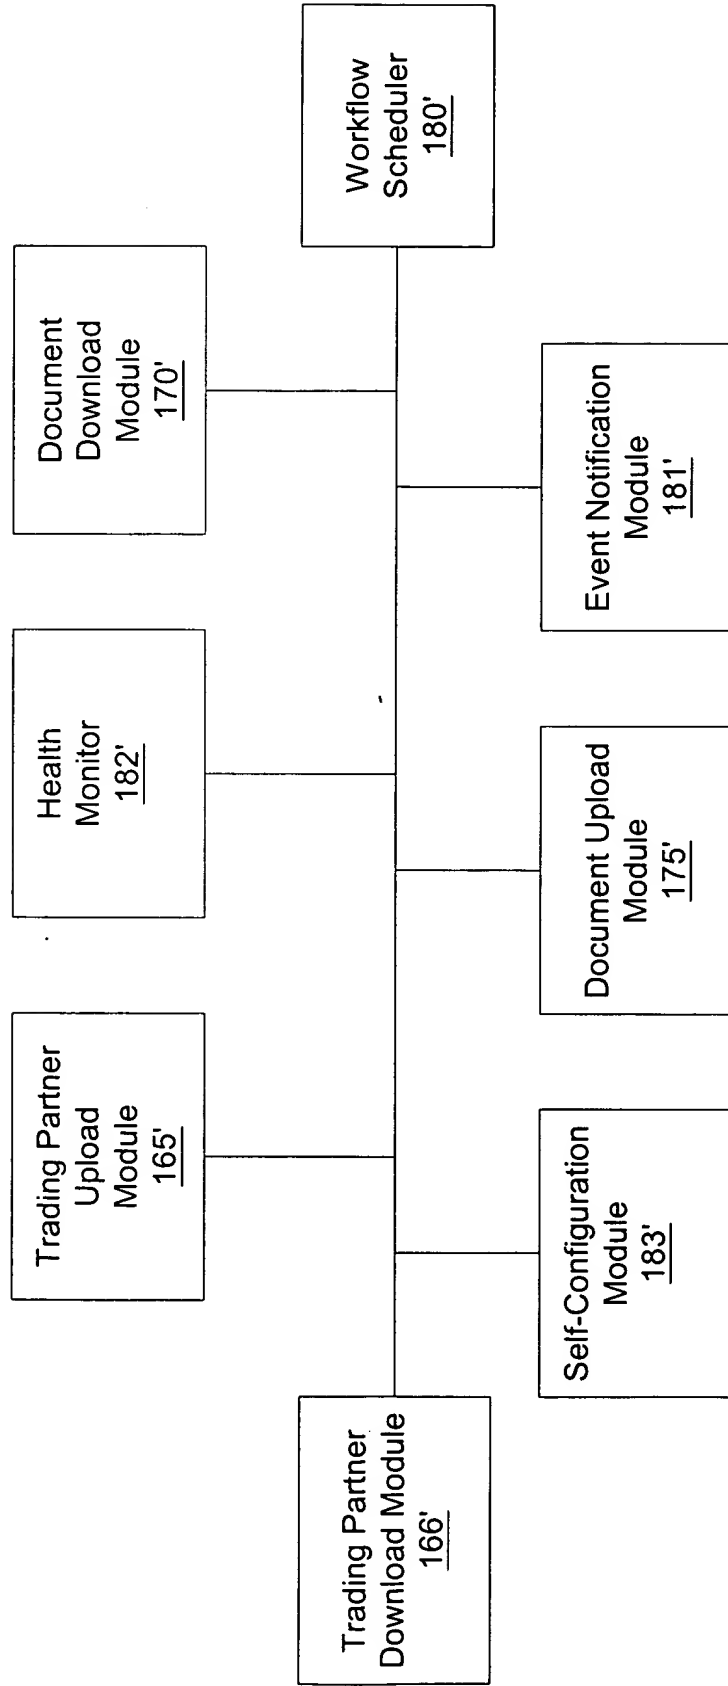 Trading Partner
Upload
Module
165'
Health
Monitor
182'
Document
Download
Module
170'
Trading Partner
Download Module
166'
Workflow
Scheduler
180'
Self-Configuration
Module
183'
Document Upload
Module
175'
Event Notification
Module
181'